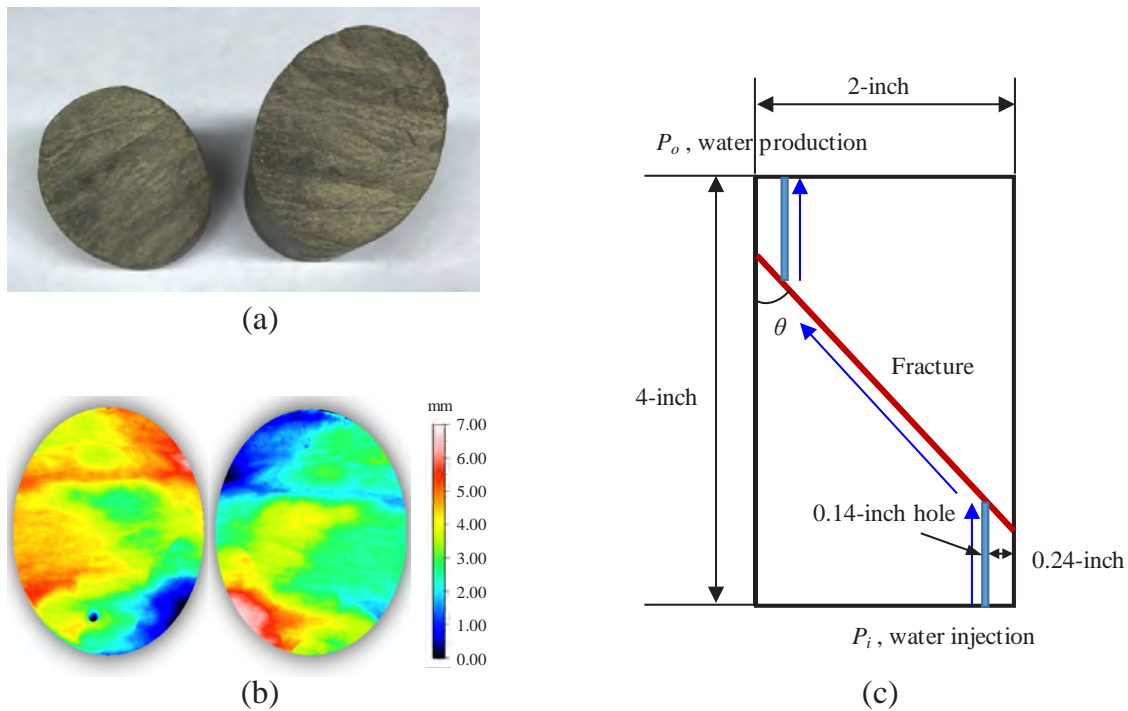 (a)
mm
7.00
6.00
5.00
4.00
3.00
2.00
1.00
0.00
(b)
2-inch
Pₒ , water production
θ
Fracture
4-inch
0.14-inch hole
0.24-inch
Pᵢ , water injection
(c)